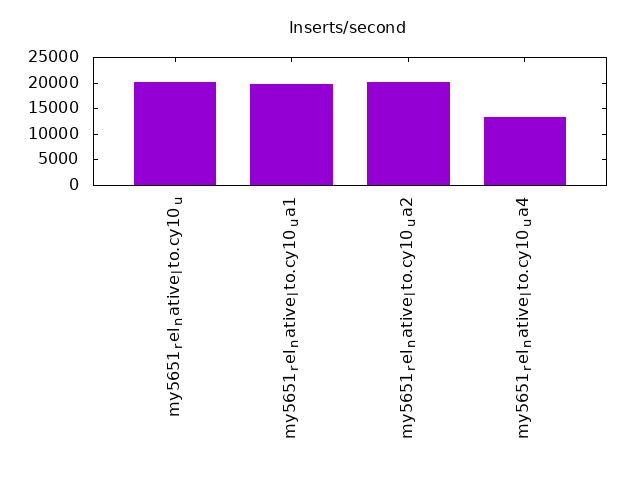 Inserts/second
25000
20000
15000
10000
5000
0
my5651relnativelto.cy10u
my5651relnativelto.cy10ua1
my5651relnativelto.cy10ua2
my5651relnativelto.cy10ua4